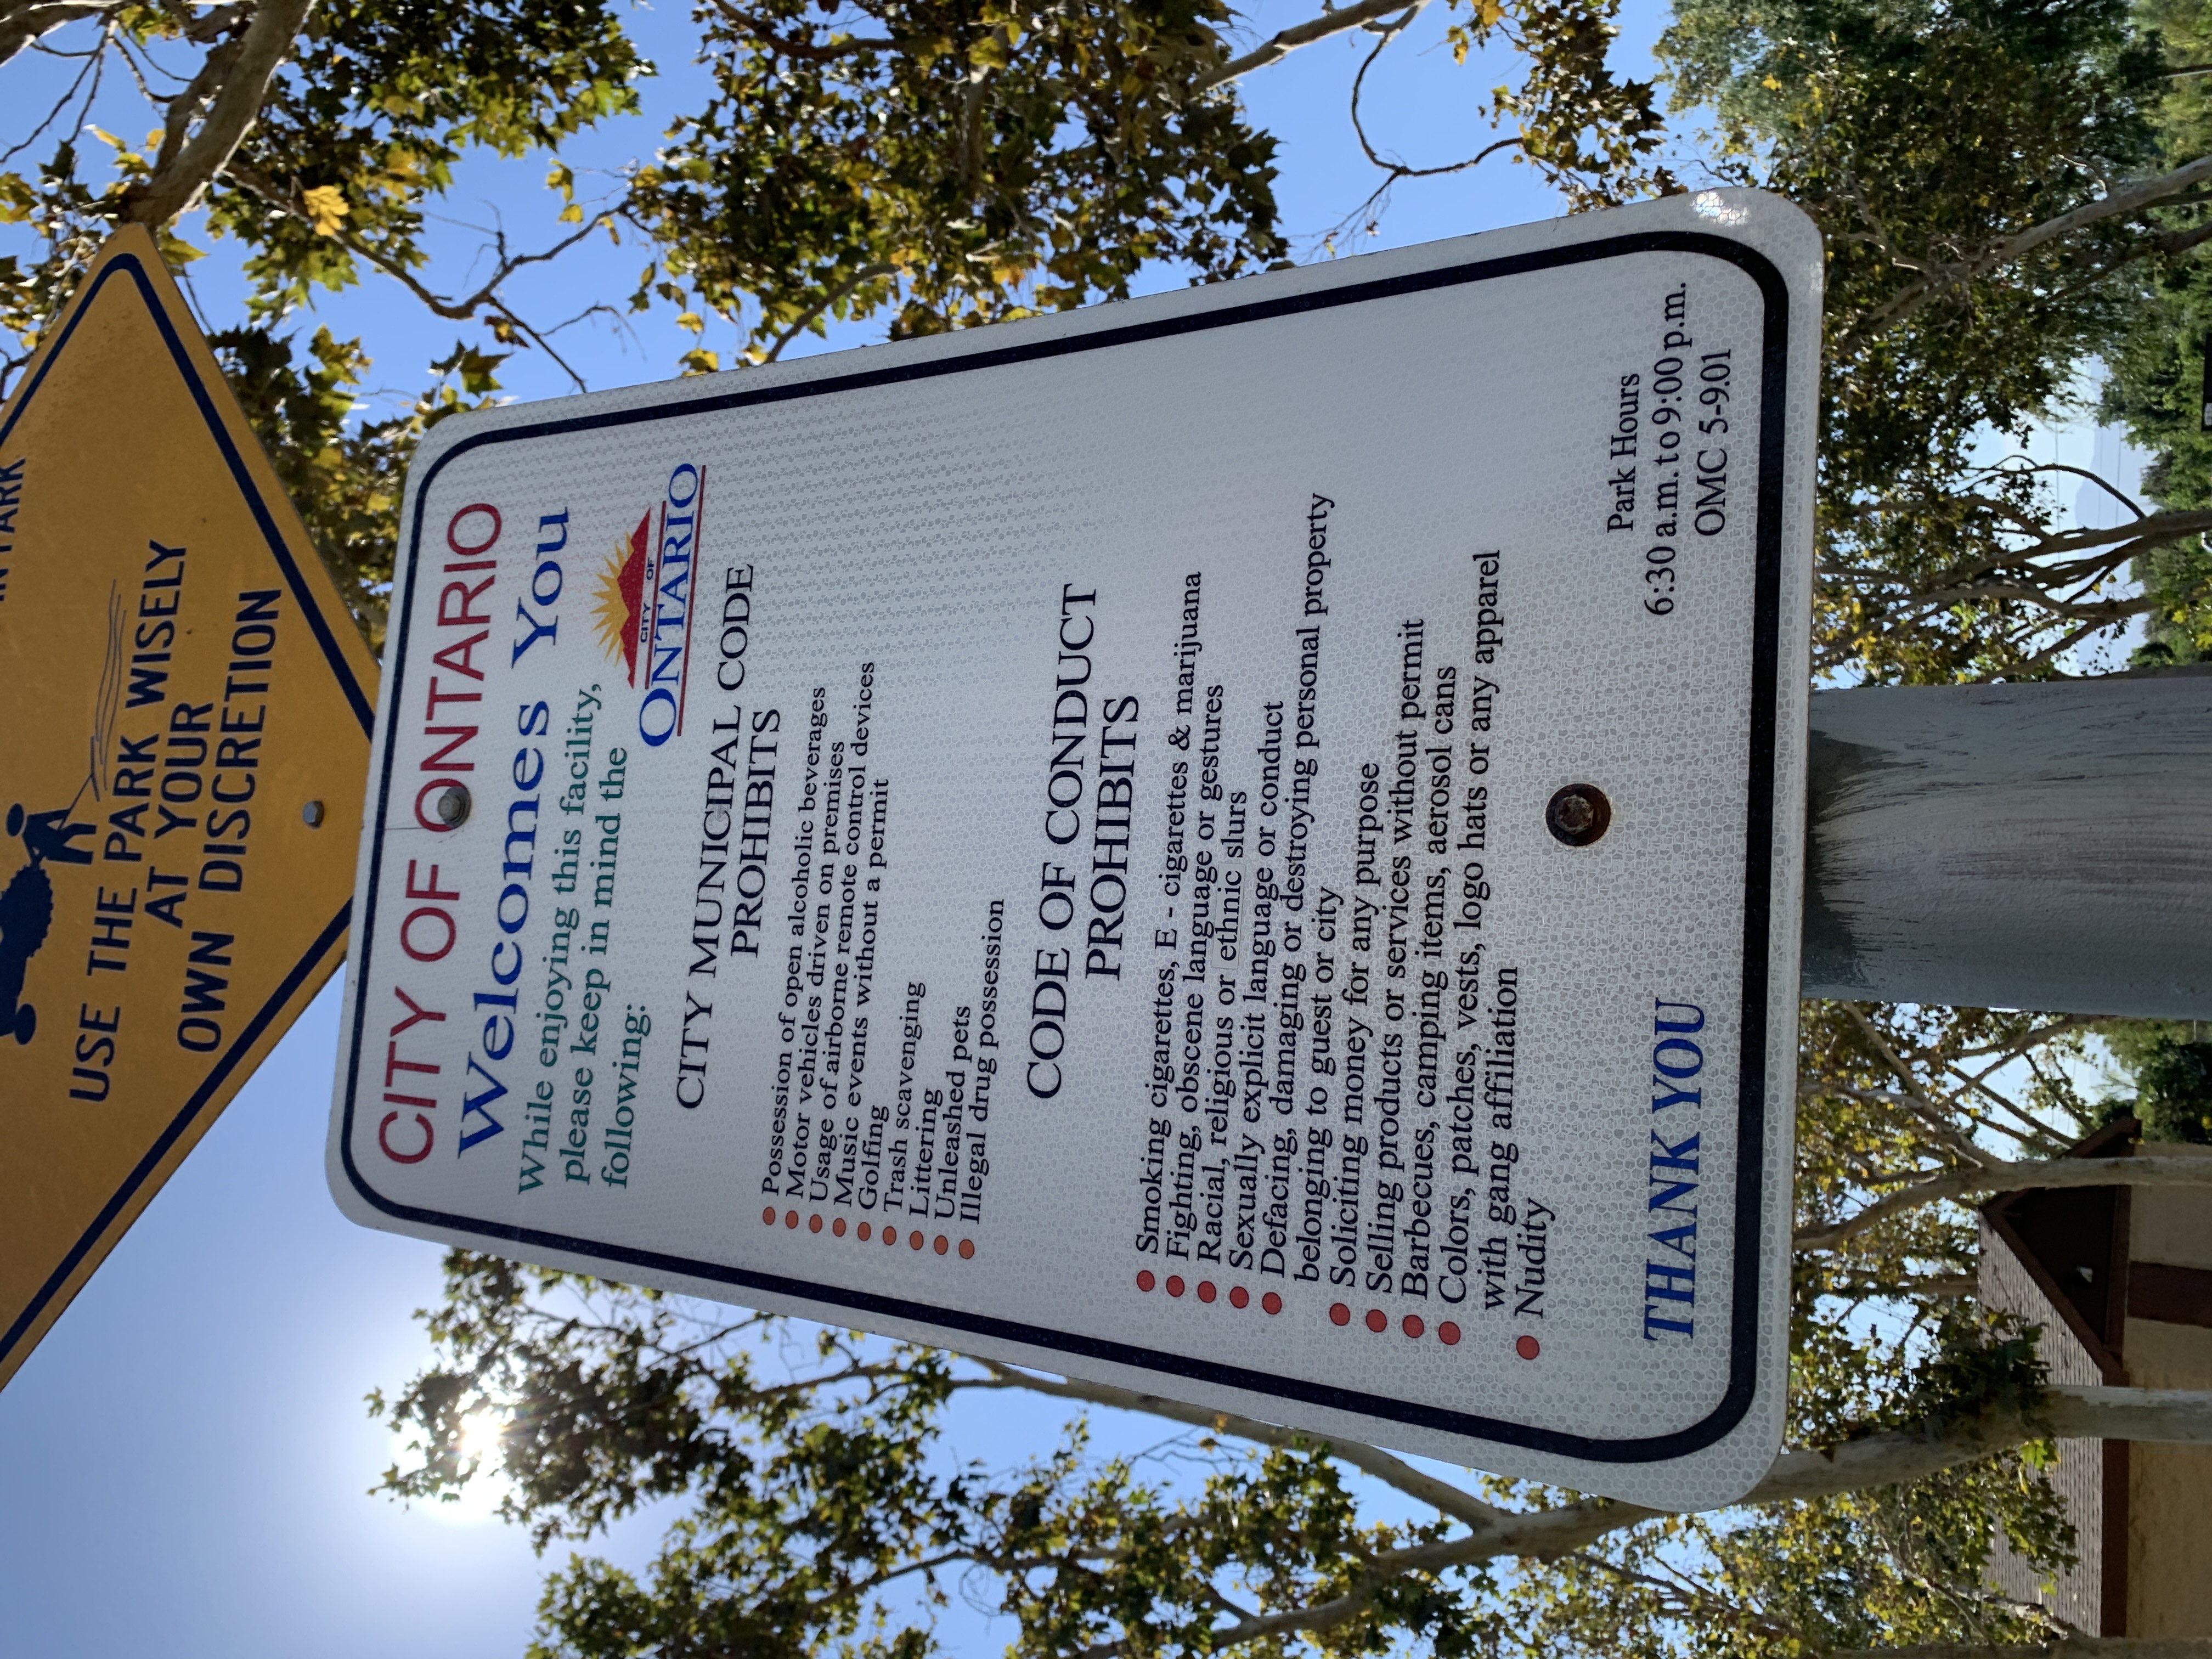 PARK
USE THE PARK WISELY
AT YOUR
OWN DISCRETION
CITY OF ONTARIO
Welcomes You
While enjoying this facility,
please keep in mind the
following:
CITY OF
ONTARIO
CITY MUNICIPAL CODE
PROHIBITS
• Possession of open alcoholic beverages
• Motor vehicles driven on premises
• Usage of airborne remote control devices
• Music events without a permit
• Golfing
• Trash scavenging
• Littering
• Unleashed pets
• Illegal drug possession
CODE OF CONDUCT
PROHIBITS
• Smoking cigarettes, E - cigarettes & marijuana
• Fighting, obscene language or gestures
• Racial, religious or ethnic slurs
• Sexually explicit language or conduct
• Defacing, damaging or destroying personal property
belonging to guest or city
• Soliciting money for any purpose
• Selling products or services without permit
• Barbecues, camping items, aerosol cans
• Colors, patches, vests, logo hats or any apparel
with gang affiliation
• Nudity
THANK YOU
Park Hours
6:30 a.m. to 9:00 p.m.
OMC 5-9.01